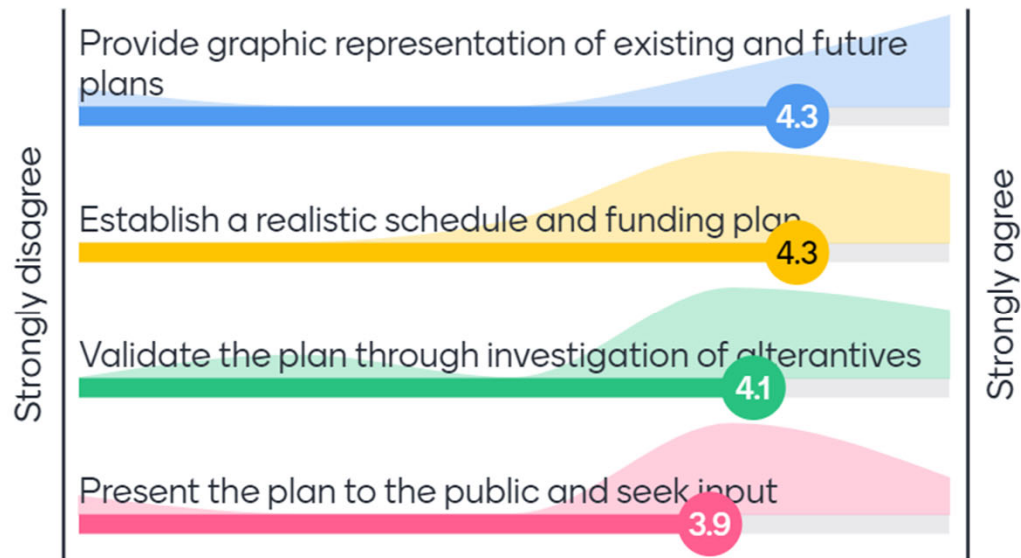 Provide graphic representation of existing and future
plans
4.3
Establish a realistic schedule and funding plan
4.3
Validate the plan through investigation of alterantives
4.1
Present the plan to the public and seek input
3.9
Strongly disagree
Strongly agree